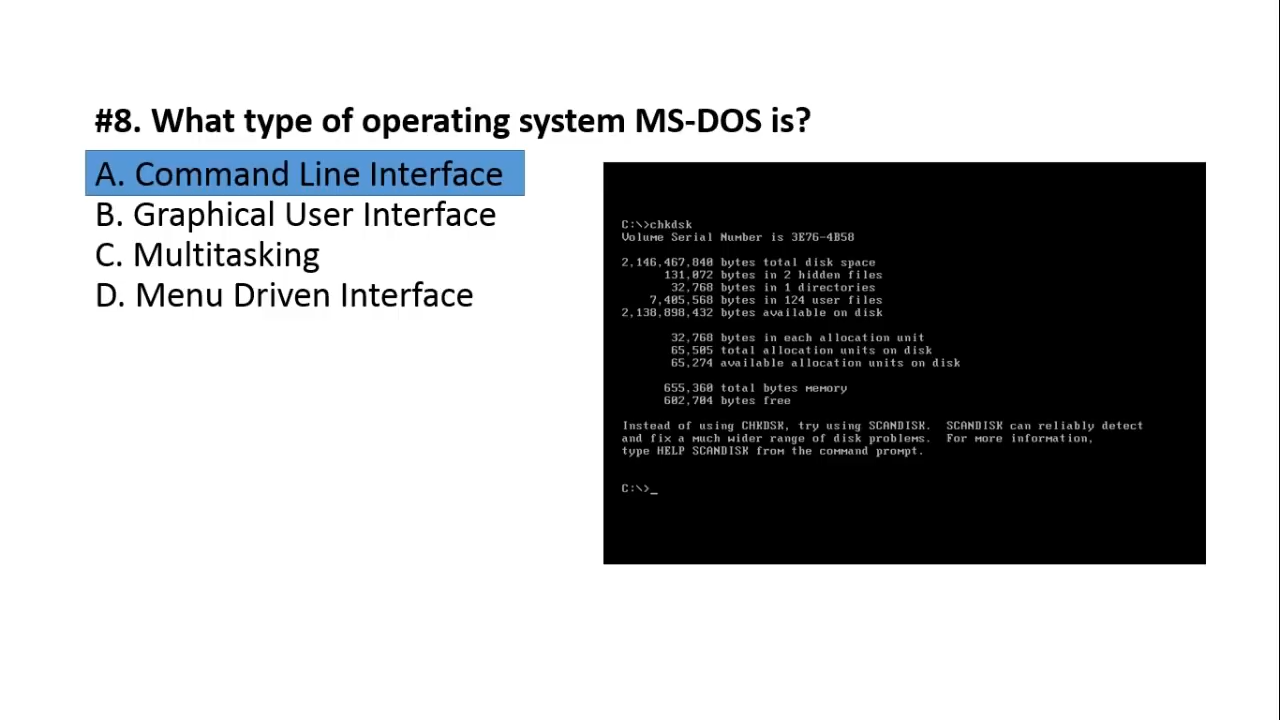 #8. What type of operating system MS-DOS is?
A. Command Line Interface
B. Graphical User Interface
C. Multitasking
D. Menu Driven Interface
C:\>chkdsk
Volume Serial Number is 3E76-4B58
2,146,467,840 bytes total disk space
131,072 bytes in 2 hidden files
32,768 bytes in 1 directories
7,405,568 bytes in 124 user files
2,138,898,432 bytes available on disk
32,768 bytes in each allocation unit
65,505 total allocation units on disk
65,274 available allocation units on disk
655,360 total bytes memory
602,704 bytes free
Instead of using CHKDSK, try using SCANDISK.  SCANDISK can reliably detect
and fix a much wider range of disk problems.  For more information,
type HELP SCANDISK from the command prompt.
C:\>_